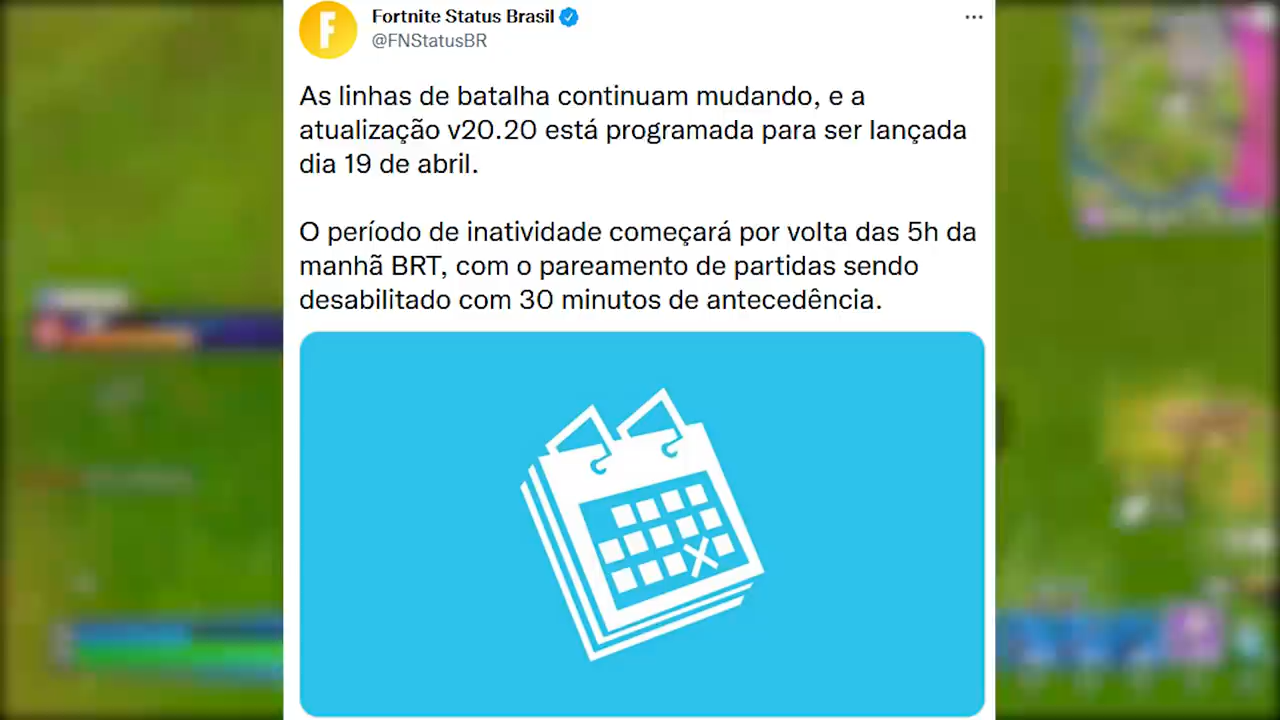 Fortnite Status Brasil
@FNStatusBR
As linhas de batalha continuam mudando, e a
atualização v20.20 está programada para ser lançada
dia 19 de abril.
O período de inatividade começará por volta das 5h da
manhã BRT, com o pareamento de partidas sendo
desabilitado com 30 minutos de antecedência.